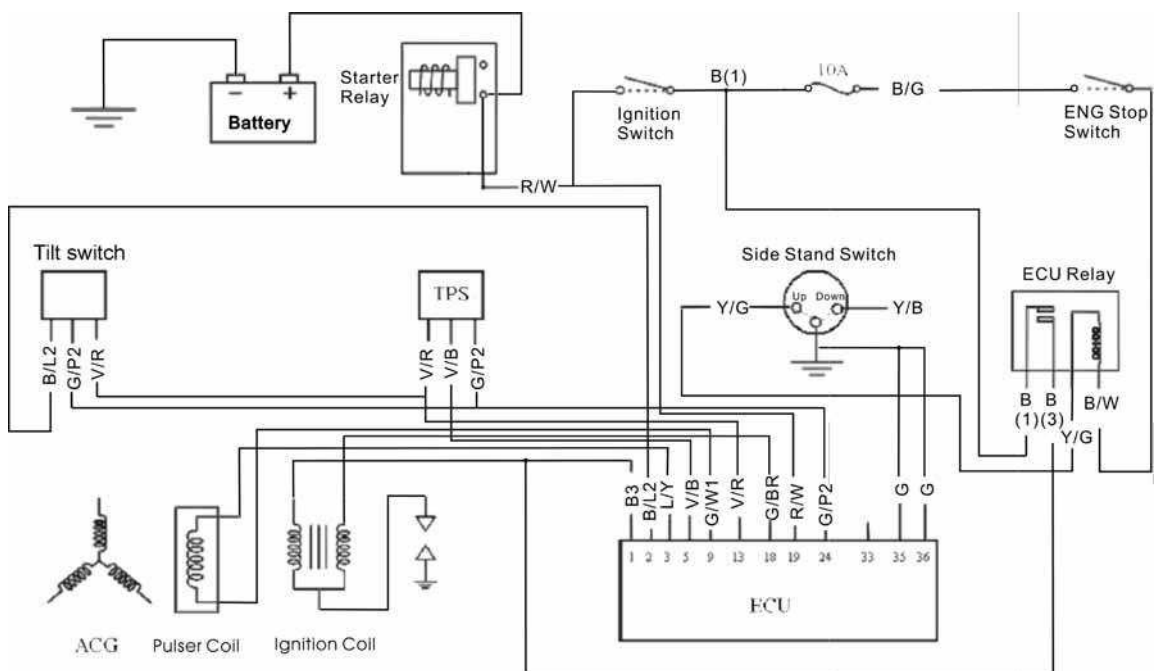 Starter
Relay
- +
Battery
Ignition
Switch
B(1)
10A
B/G
ENG Stop
Switch
R/W
Tilt switch
TPS
Side Stand Switch
Up Down
Y/G
Y/B
ECU Relay
B/L2
G/P2
V/R
V/R
V/B
G/P2
B
(1)
B
(3)
Y/G
B/W
B3
B/L2
L/Y
V/B
G/W1
V/R
G/BR
R/W
G/P2
G
G
1 2 3 5 9 13 18 19 24 33 35 36
ECU
ACG
Pulser Coil
Ignition Coil